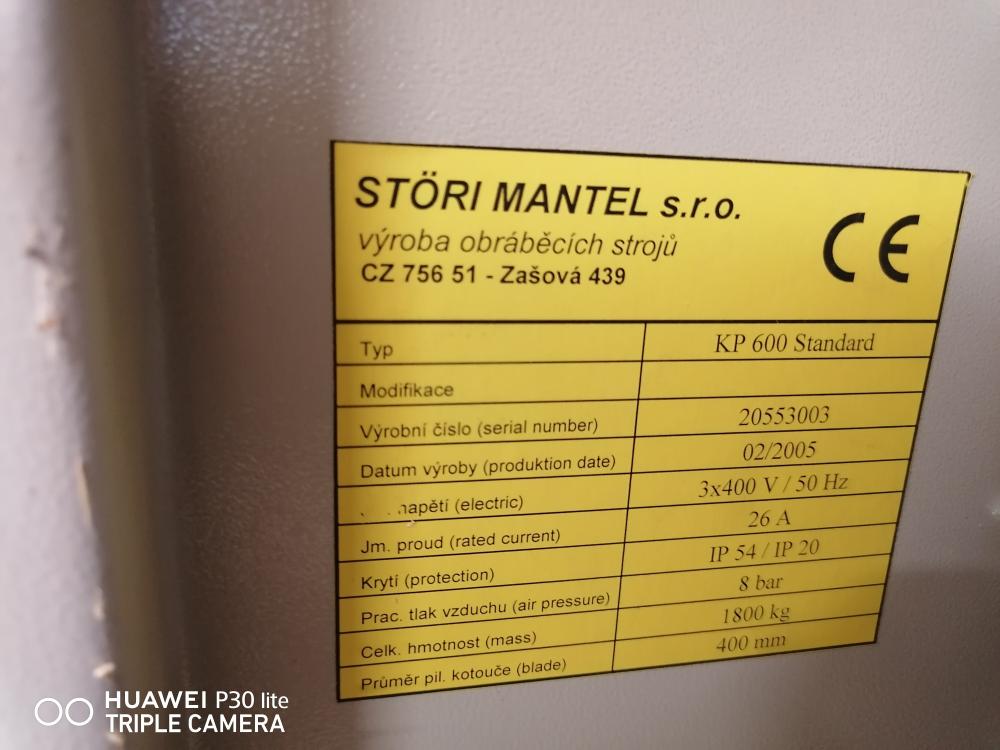 STÖRI MANTEL s.r.o.
výroba obráběcích strojů
CZ 756 51 - Zašová 439
CE
Typ KP 600 Standard
Modifikace
Výrobní číslo (serial number) 20553003
Datum výroby (produktion date) 02/2005
napětí (electric) 3x400 V / 50 Hz
Jm. proud (rated current) 26 A
Krytí (protection) IP 54 / IP 20
Prac. tlak vzduchu (air pressure) 8 bar
Celk. hmotnost (mass) 1800 kg
Průměr pil. kotouče (blade) 400 mm
HUAWEI P30 lite
TRIPLE CAMERA